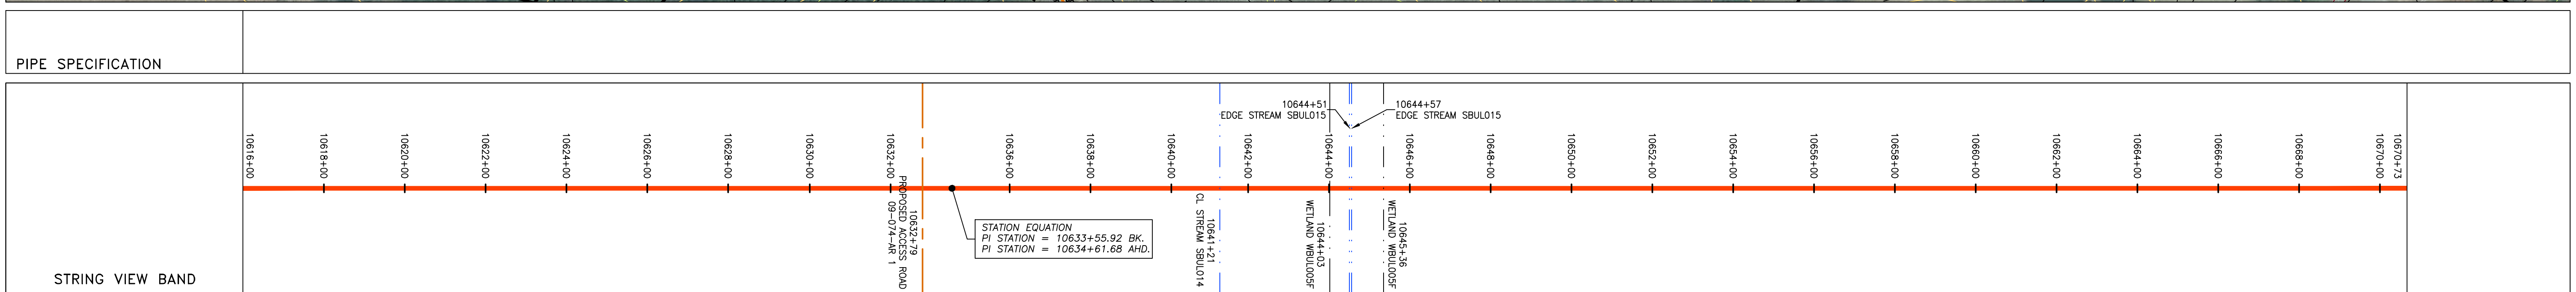 PIPE SPECIFICATION
STRING VIEW BAND
10616+00
10618+00
10620+00
10622+00
10624+00
10626+00
10628+00
10630+00
10632+00
10632+79
PROPOSED ACCESS ROAD
09-074-AR 1
STATION EQUATION
PI STATION = 10633+55.92 BK.
PI STATION = 10634+61.68 AHD.
10636+00
10638+00
10640+00
10641+21
CL STREAM SBUL014
10642+00
10644+00
10644+03
WETLAND WBUL005F
10644+51
EDGE STREAM SBUL015
10644+57
EDGE STREAM SBUL015
10645+36
WETLAND WBUL005F
10646+00
10648+00
10650+00
10652+00
10654+00
10656+00
10658+00
10660+00
10662+00
10664+00
10666+00
10668+00
10670+00
10670+73